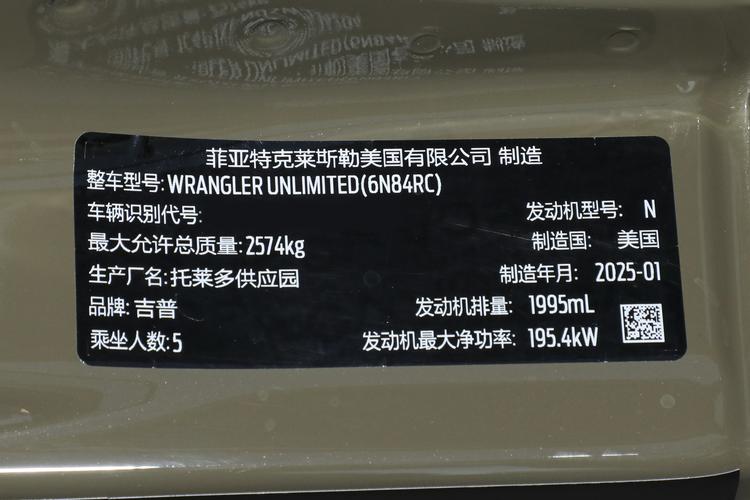 菲亚特克莱斯勒美国有限公司 制造
整车型号:WRANGLER UNLIMITED(6N84RC)
车辆识别代号: 发动机型号: N
最大允许总质量:2574kg 制造国: 美国
生产厂名:托莱多供应园 制造年月: 2025-01
品牌:吉普 发动机排量: 1995mL
乘坐人数:5 发动机最大净功率: 195.4kW